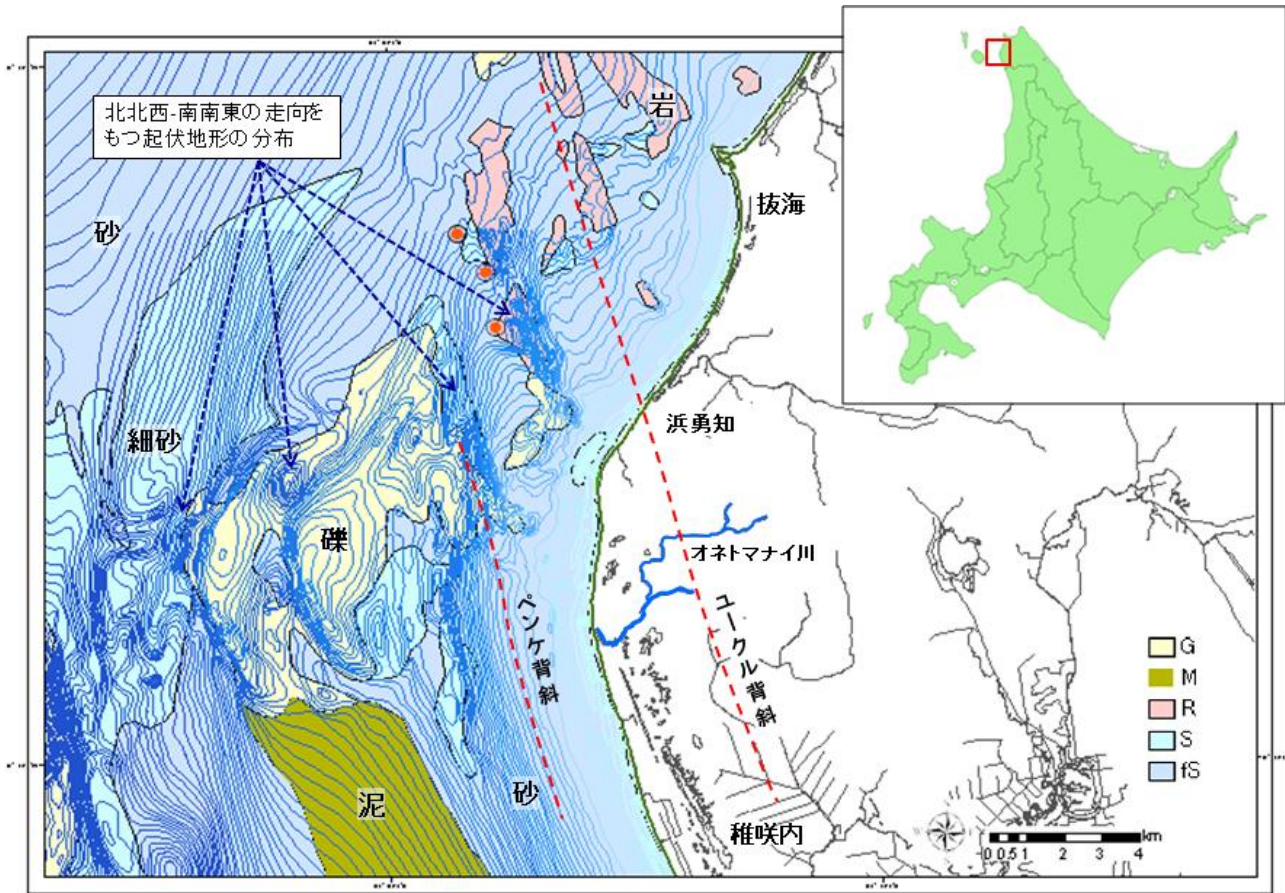 北北西-南南東の走向を
もつ起伏地形の分布
岩
砂
抜海
細砂
浜勇知
礫
オネトマナイ川
ペンケ背斜
ユークル背斜
G
M
R
S
fS
泥
砂
稚咲内
km
0 0.5 1 2 3 4